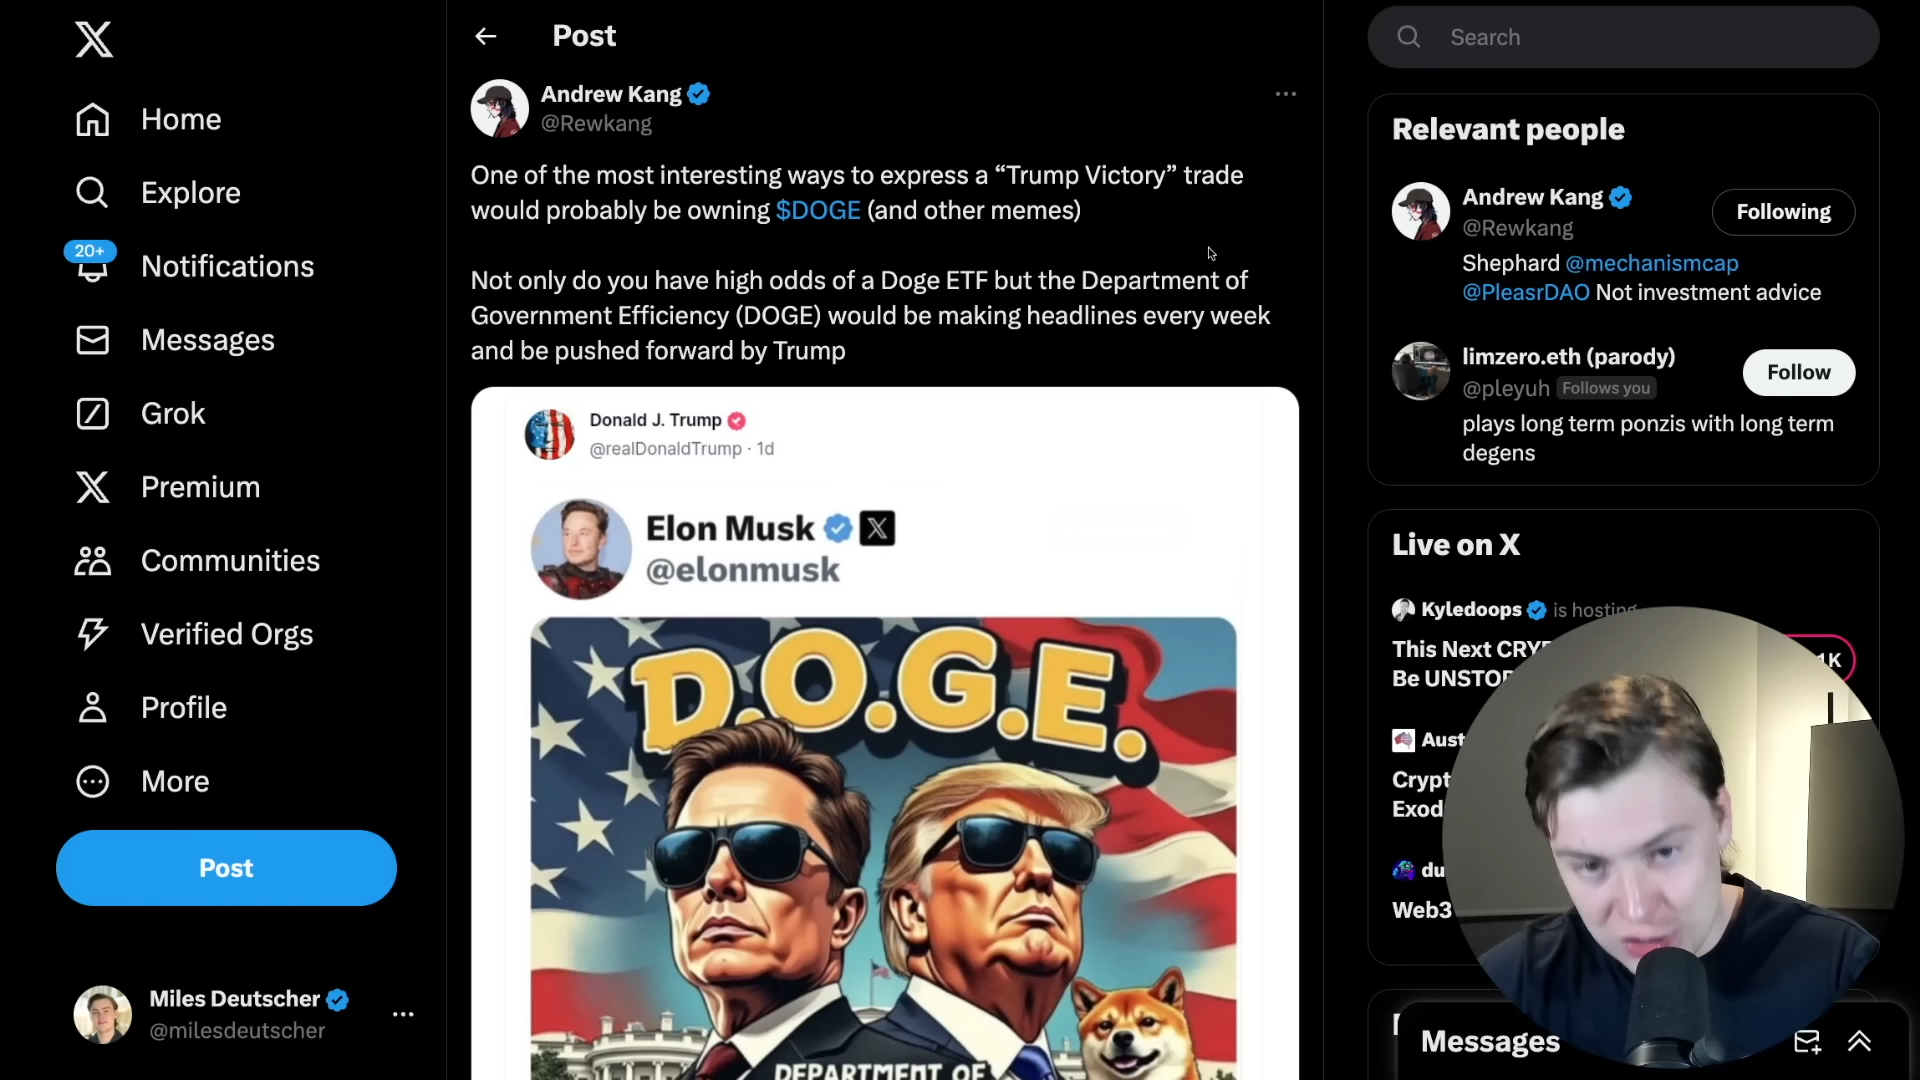 Home
Explore
20+
Notifications
Messages
Grok
Premium
Communities
Verified Orgs
Profile
More
Post
Miles Deutscher
@milesdeutscher
Post
Andrew Kang
@Rewkang
One of the most interesting ways to express a “Trump Victory” trade
would probably be owning $DOGE (and other memes)
Not only do you have high odds of a Doge ETF but the Department of
Government Efficiency (DOGE) would be making headlines every week
and be pushed forward by Trump
Donald J. Trump
@realDonaldTrump · 1d
Elon Musk
@elonmusk
D.O.G.E.
DEPARTMENT OF
Search
Relevant people
Andrew Kang
@Rewkang
Following
Shephard @mechanismcap
@PleasrDAO Not investment advice
limzero.eth (parody)
@pleyuh Follows you
Follow
plays long term ponzis with long term
degens
Live on X
Kyledoops is hosting
This Next
Be
1K
Web3
Messages